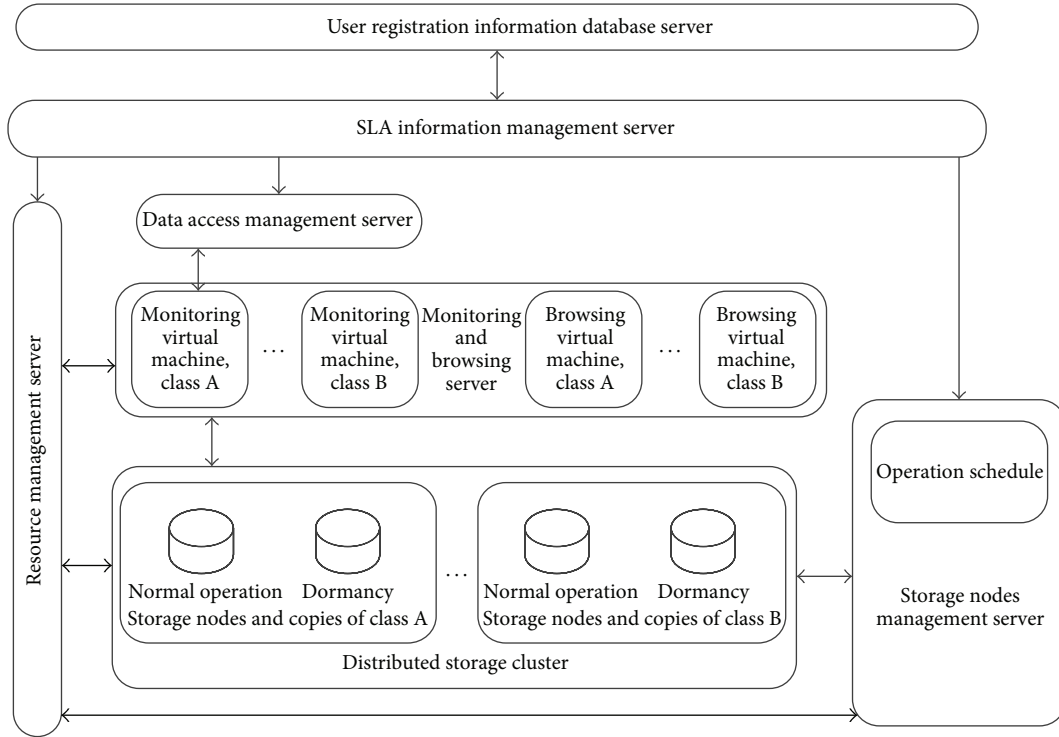 User registration information database server
SLA information management server
Data access management server
Resource management server
Monitoring
virtual
machine,
class A
...
Monitoring
virtual
machine,
class B
Monitoring
and
browsing
server
Browsing
virtual
machine,
class A
...
Browsing
virtual
machine,
class B
Operation schedule
Storage nodes
management server
Normal operation
Dormancy
Storage nodes and copies of class A
...
Normal operation
Dormancy
Storage nodes and copies of class B
Distributed storage cluster